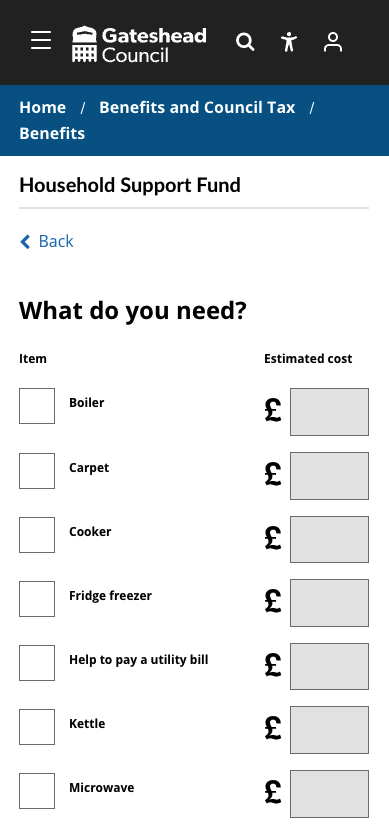 Gateshead
Council
Home / Benefits and Council Tax /
Benefits
Household Support Fund
Back
What do you need?
Item Estimated cost
Boiler £
Carpet £
Cooker £
Fridge freezer £
Help to pay a utility bill £
Kettle £
Microwave £